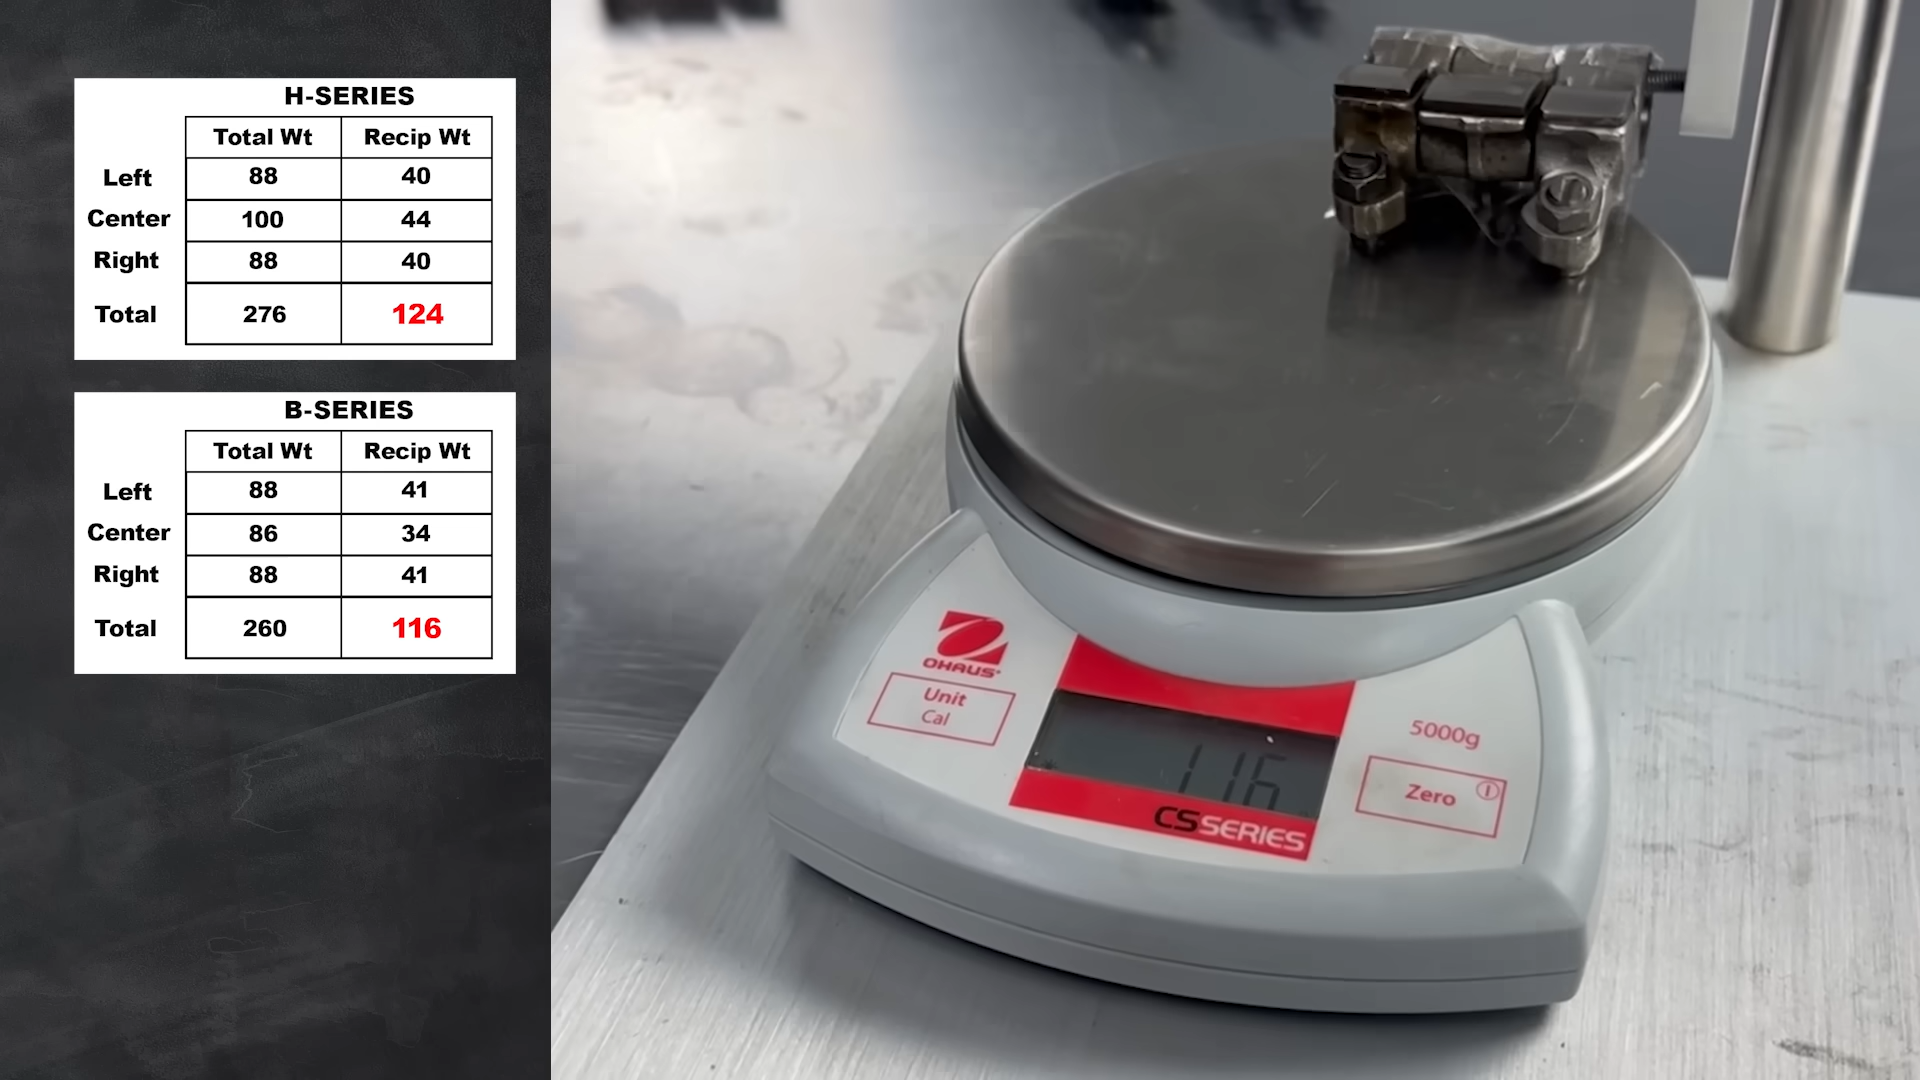 H-SERIES
Total Wt Recip Wt
Left 88 40
Center 100 44
Right 88 40
Total 276 124
B-SERIES
Total Wt Recip Wt
Left 88 41
Center 86 34
Right 88 41
Total 260 116
OHAUS
Unit
Cal
5000g
116
Zero
CSSERIES